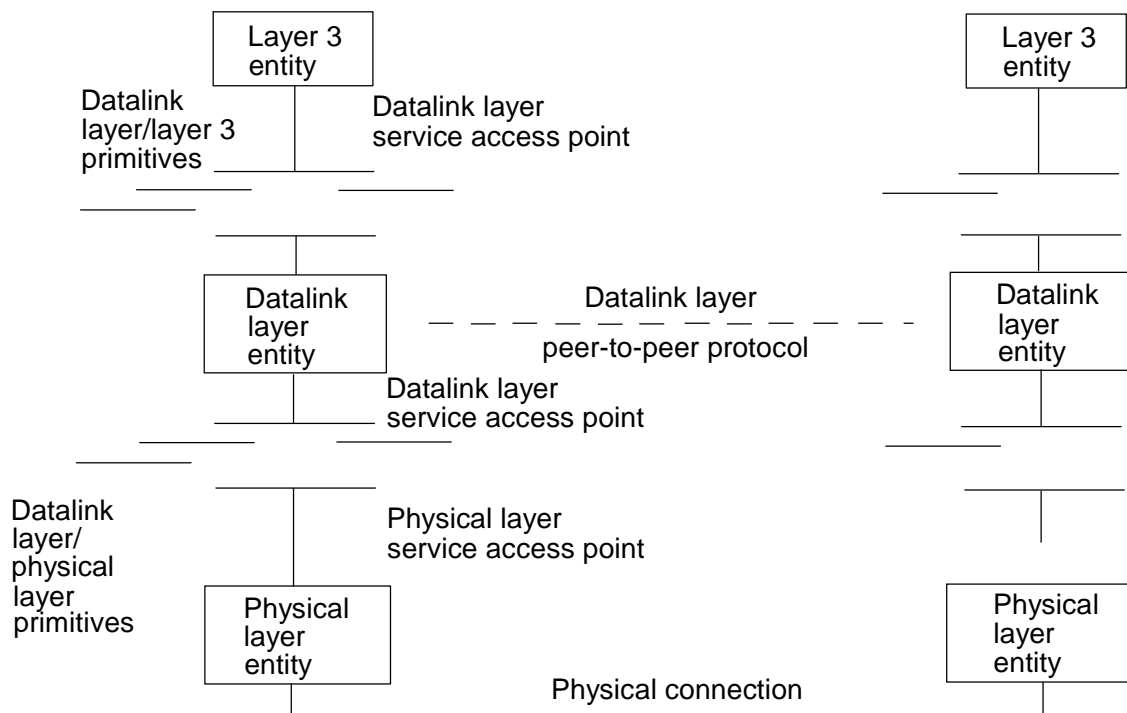 Layer 3
entity
Layer 3
entity
Datalink
layer/layer 3
primitives
Datalink layer
service access point
Datalink
layer
entity
Datalink layer
peer-to-peer protocol
Datalink
layer
entity
Datalink layer
service access point
Datalink
layer/
physical
layer
primitives
Physical layer
service access point
Physical
layer
entity
Physical connection
Physical
layer
entity